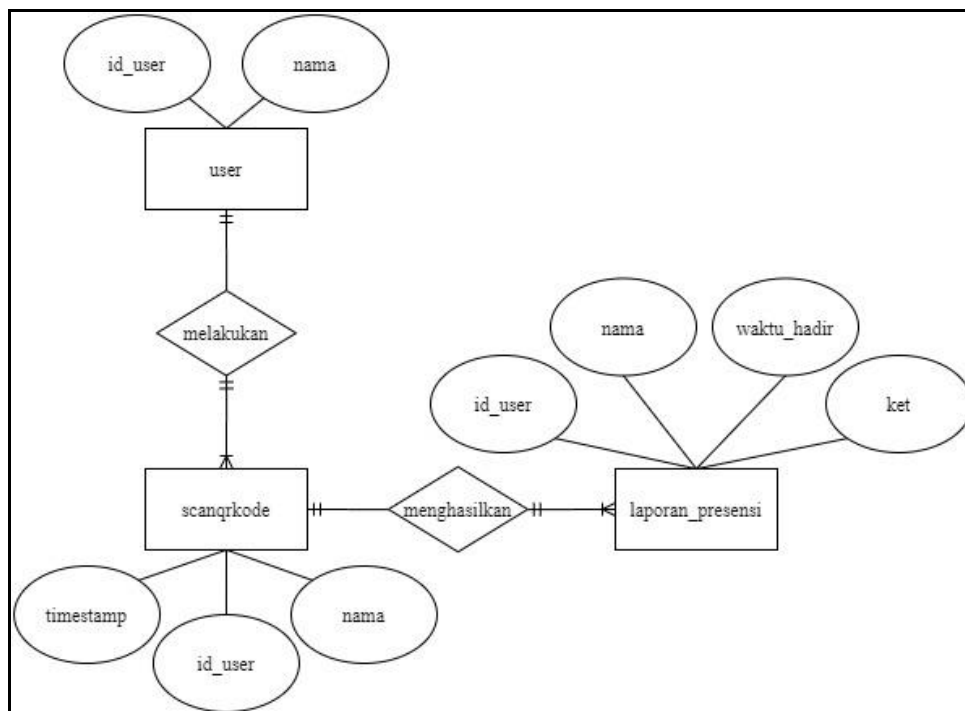 id_user
nama
user
melakukan
nama
waktu_hadir
id_user
ket
scanqrkode
menghasilkan
laporan_presensi
timestamp
id_user
nama